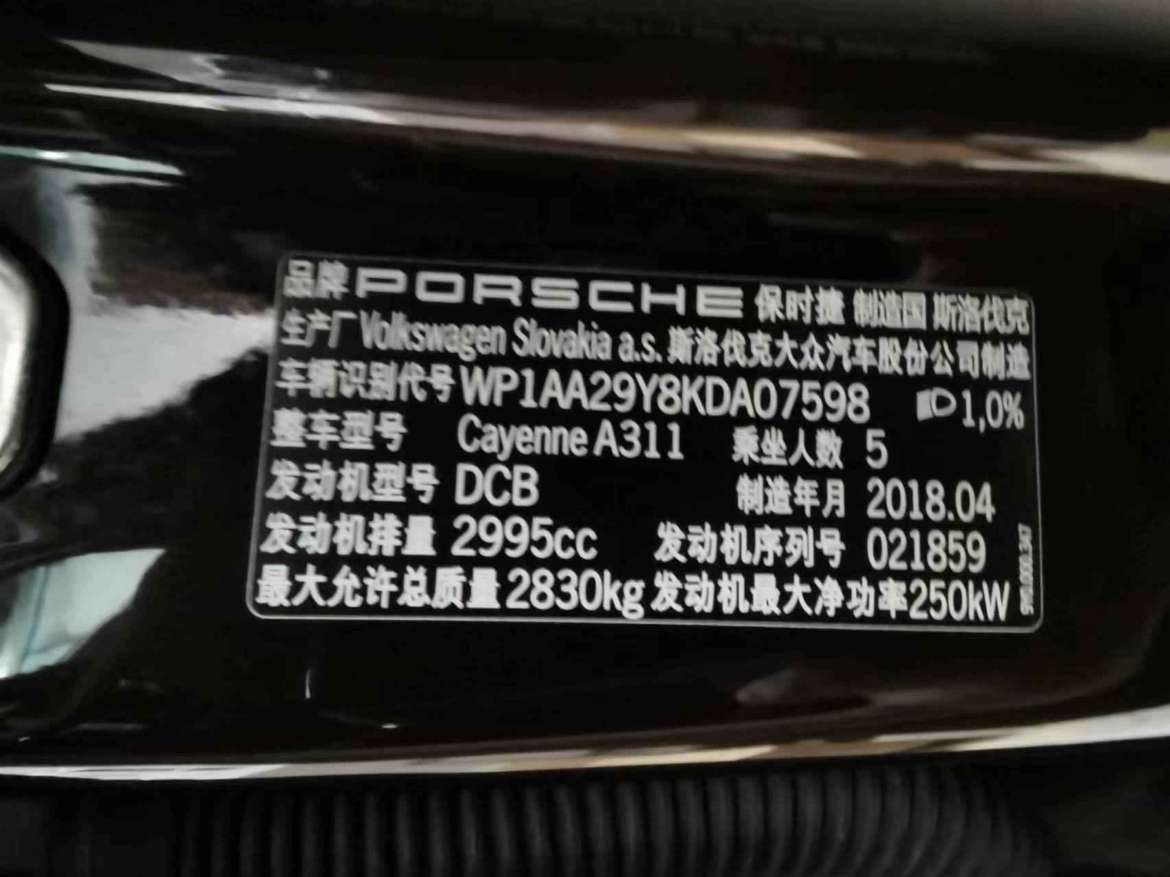 品牌 PORSCHE 保时捷 制造国 斯洛伐克
生产厂 Volkswagen Slovakia a.s. 斯洛伐克大众汽车股份公司制造
车辆识别代号 WP1AA29Y8KDA07598 1,0%
整车型号 Cayenne A311 乘坐人数 5
发动机型号 DCB 制造年月 2018.04
发动机排量 2995cc 发动机序列号 021859
最大允许总质量 2830kg 发动机最大净功率 250kW